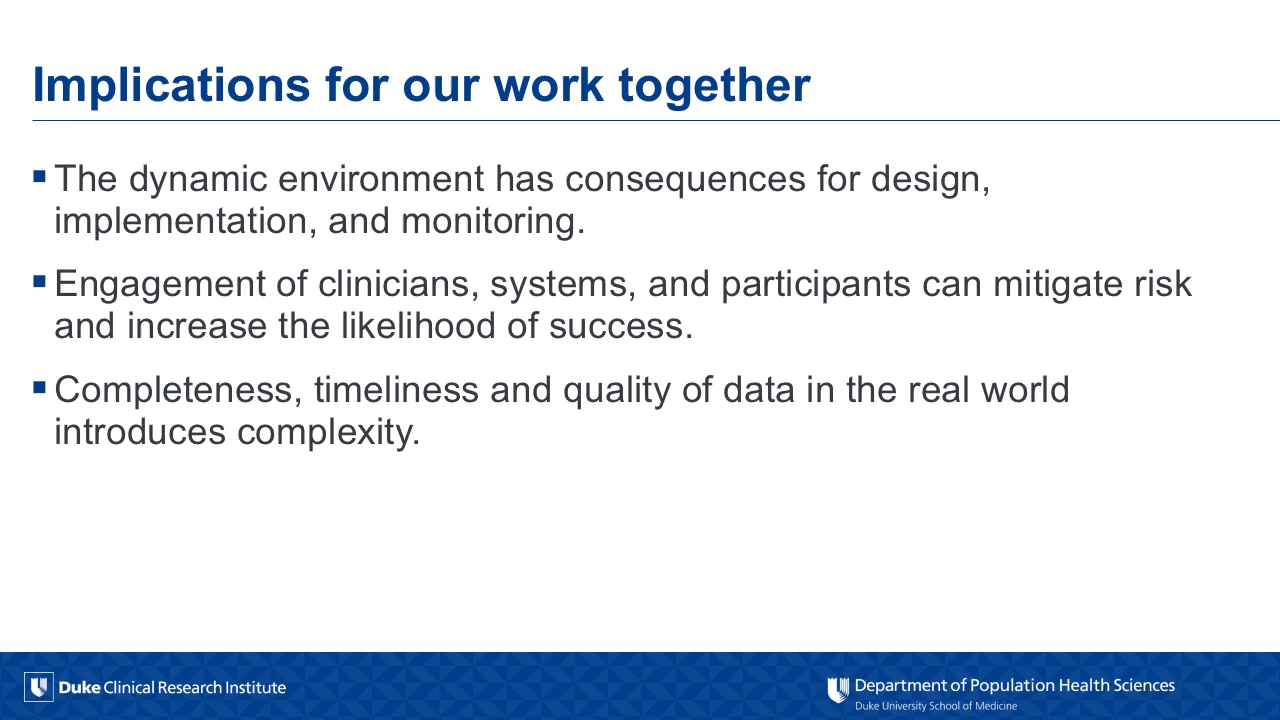 Implications for our work together
▪ The dynamic environment has consequences for design,
implementation, and monitoring.
▪ Engagement of clinicians, systems, and participants can mitigate risk
and increase the likelihood of success.
▪ Completeness, timeliness and quality of data in the real world
introduces complexity.
Duke Clinical Research Institute
Department of Population Health Sciences
Duke University School of Medicine